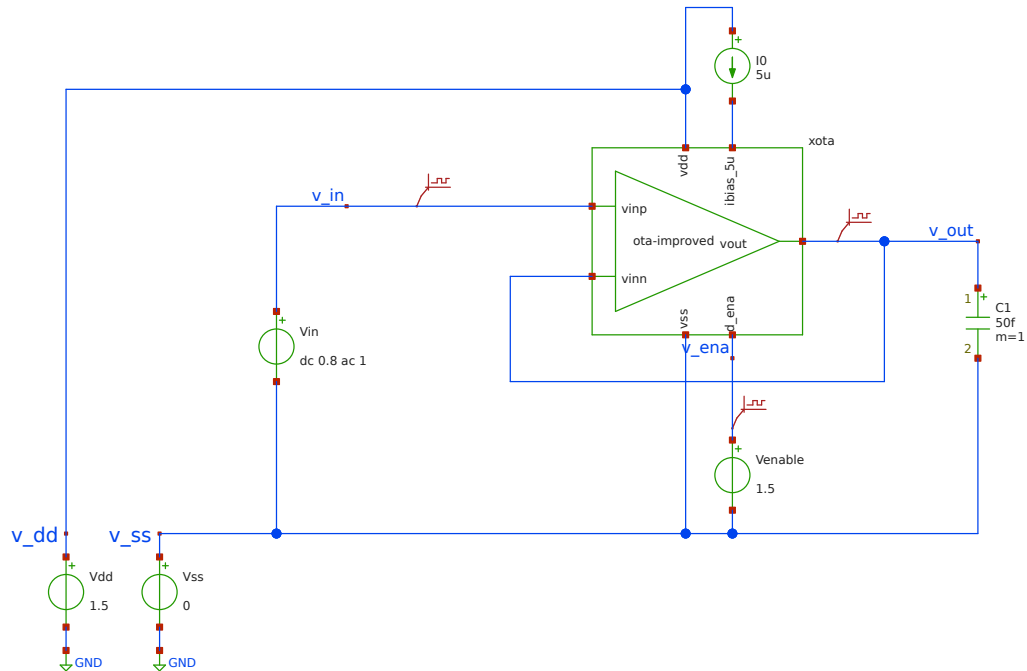 I0
5u
xota
vdd
ibias_5u
v_in
vinp
ota-improved
vout
v_out
vinn
vss
d_ena
v_ena
1
C1
50f
m=1
2
Vin
dc 0.8 ac 1
Venable
1.5
v_dd
v_ss
Vdd
1.5
Vss
0
GND
GND